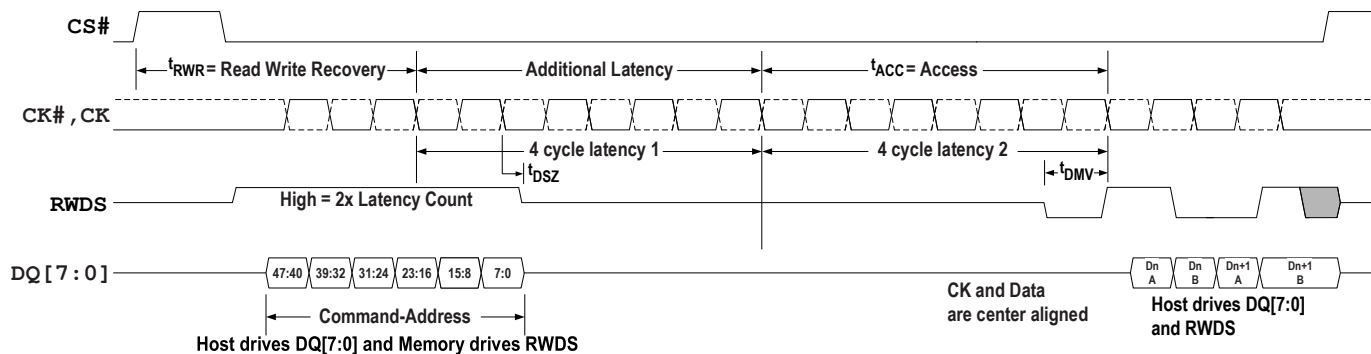 CS#
tRWR = Read Write Recovery
Additional Latency
tACC = Access
CK#,CK
4 cycle latency 1
4 cycle latency 2
tDSZ
tDMV
RWDS
High = 2x Latency Count
DQ[7:0]
47:40 39:32 31:24 23:16 15:8 7:0
Dn A
Dn B
Dn+1 A
Dn+1 B
Command-Address
CK and Data
are center aligned
Host drives DQ[7:0]
and RWDS
Host drives DQ[7:0] and Memory drives RWDS